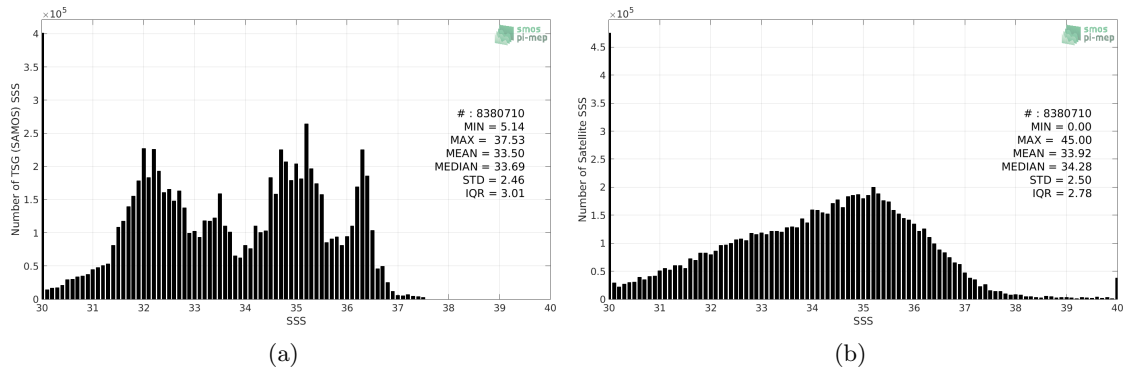 ×10⁵
4
3.5
3
2.5
2
1.5
1
0.5
0
Number of TSG (SAMOS) SSS
smos
pi-mep
# : 8380710
MIN = 5.14
MAX = 37.53
MEAN = 33.50
MEDIAN = 33.69
STD = 2.46
IQR = 3.01
30 31 32 33 34 35 36 37 38 39 40
SSS
(a)
×10⁵
4.5
4
3.5
3
2.5
2
1.5
1
0.5
0
Number of Satellite SSS
smos
pi-mep
# : 8380710
MIN = 0.00
MAX = 45.00
MEAN = 33.92
MEDIAN = 34.28
STD = 2.50
IQR = 2.78
30 31 32 33 34 35 36 37 38 39 40
SSS
(b)